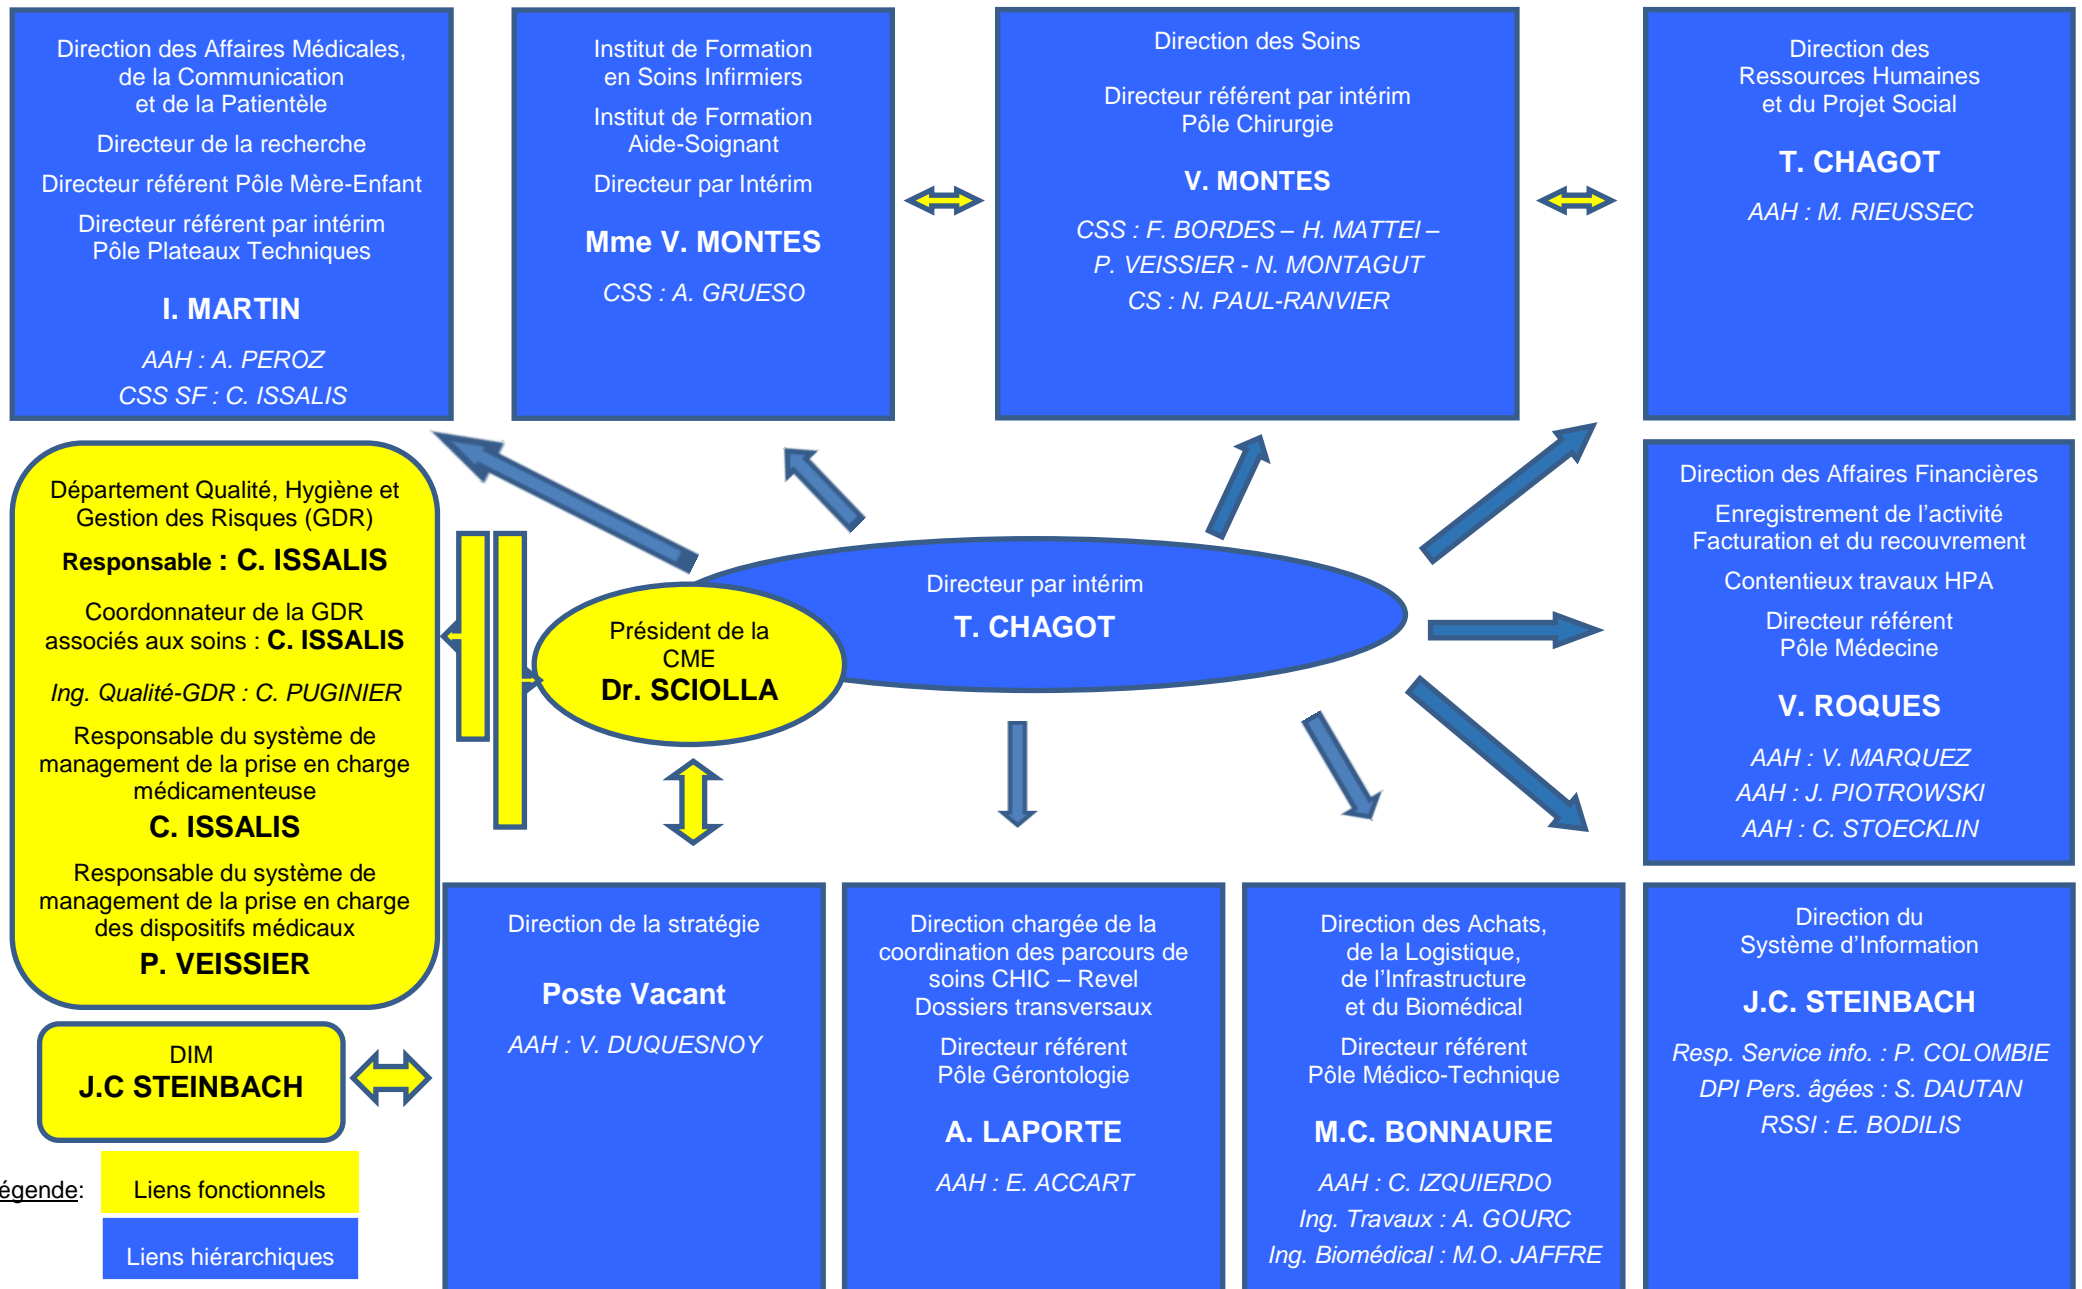 Direction des Affaires Médicales,
de la Communication
et de la Patientèle
Directeur de la recherche
Directeur référent Pôle Mère-Enfant
Directeur référent par intérim
Pôle Plateaux Techniques
I. MARTIN
AAH : A. PEROZ
CSS SF : C. ISSALIS
Institut de Formation
en Soins Infirmiers
Institut de Formation
Aide-Soignant
Directeur par Intérim
Mme V. MONTES
CSS : A. GRUESO
Direction des Soins
Directeur référent par intérim
Pôle Chirurgie
V. MONTES
CSS : F. BORDES – H. MATTEI –
P. VEISSIER - N. MONTAGUT
CS : N. PAUL-RANVIER
Direction des
Ressources Humaines
et du Projet Social
T. CHAGOT
AAH : M. RIEUSSEC
Département Qualité, Hygiène et
Gestion des Risques (GDR)
Responsable : C. ISSALIS
Coordonnateur de la GDR
associés aux soins : C. ISSALIS
Ing. Qualité-GDR : C. PUGINIER
Responsable du système de
management de la prise en charge
médicamenteuse
C. ISSALIS
Responsable du système de
management de la prise en charge
des dispositifs médicaux
P. VEISSIER
Président de la
CME
Dr. SCIOLLA
Directeur par intérim
T. CHAGOT
Direction des Affaires Financières
Enregistrement de l’activité
Facturation et du recouvrement
Contentieux travaux HPA
Directeur référent
Pôle Médecine
V. ROQUES
AAH : V. MARQUEZ
AAH : J. PIOTROWSKI
AAH : C. STOECKLIN
DIM
J.C STEINBACH
Direction de la stratégie
Poste Vacant
AAH : V. DUQUESNOY
Direction chargée de la
coordination des parcours de
soins CHIC – Revel
Dossiers transversaux
Directeur référent
Pôle Gérontologie
A. LAPORTE
AAH : E. ACCART
Direction des Achats,
de la Logistique,
de l’Infrastructure
et du Biomédical
Directeur référent
Pôle Médico-Technique
M.C. BONNAURE
AAH : C. IZQUIERDO
Ing. Travaux : A. GOURC
Ing. Biomédical : M.O. JAFFRE
Direction du
Système d’Information
J.C. STEINBACH
Resp. Service info. : P. COLOMBIE
DPI Pers. âgées : S. DAUTAN
RSSI : E. BODILIS
égende:
Liens fonctionnels
Liens hiérarchiques